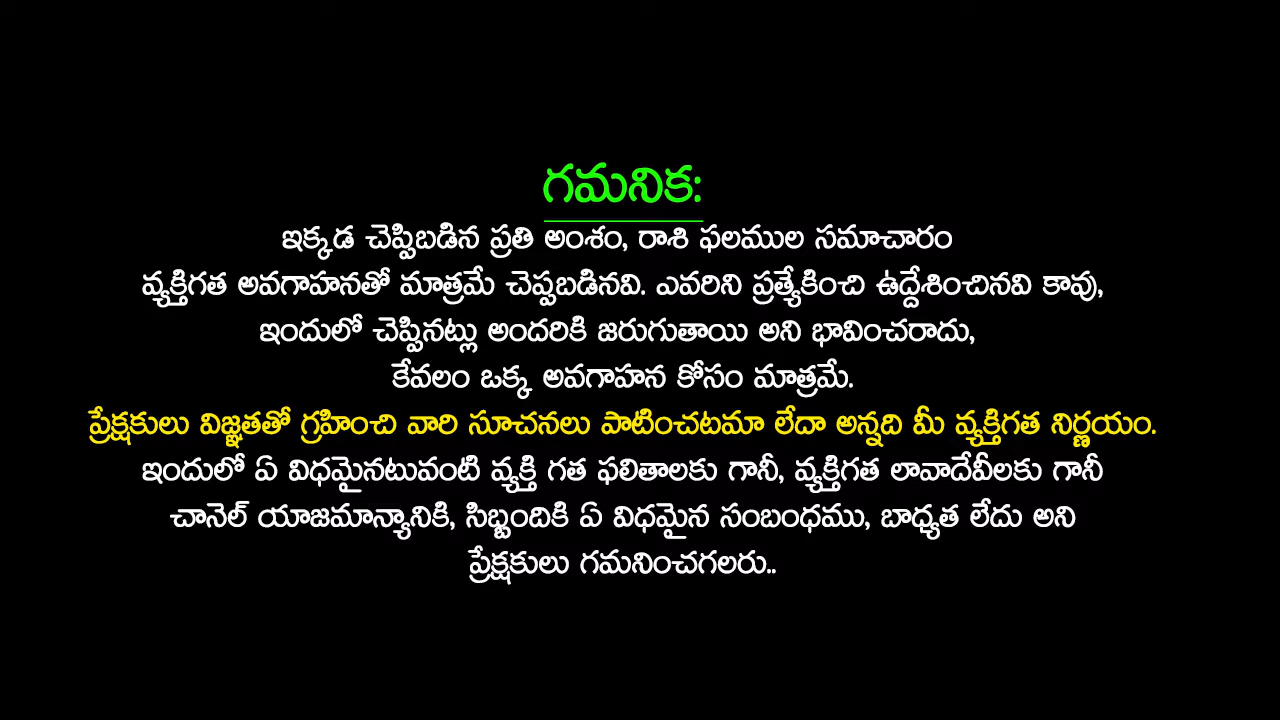 గమనిక:
ఇక్కడ చెప్పిబడిన ప్రతి అంశం, రాశి ఫలముల సమాచారం
వ్యక్తిగత అవగాహనతో మాత్రమే చెప్పబడినవి. ఎవరిని ప్రత్యేకించి ఉద్దేశించినవి కావు,
ఇందులో చెప్పినట్లు అందరికి జరుగుతాయి అని భావించరాదు,
కేవలం ఒక్క అవగాహన కోసం మాత్రమే.
ప్రేక్షకులు విజ్ఞతతో గ్రహించి వారి సూచనలు పాటించటమా లేదా అన్నది మీ వ్యక్తిగత నిర్ణయం.
ఇందులో ఏ విధమైనటువంటి వ్యక్తి గత ఫలితాలకు గానీ, వ్యక్తిగత లావాదేవీలకు గానీ
చానెల్ యాజమాన్యానికి, సిబ్బందికి ఏ విధమైన సంబంధము, బాధ్యత లేదు అని
ప్రేక్షకులు గమనించగలరు..